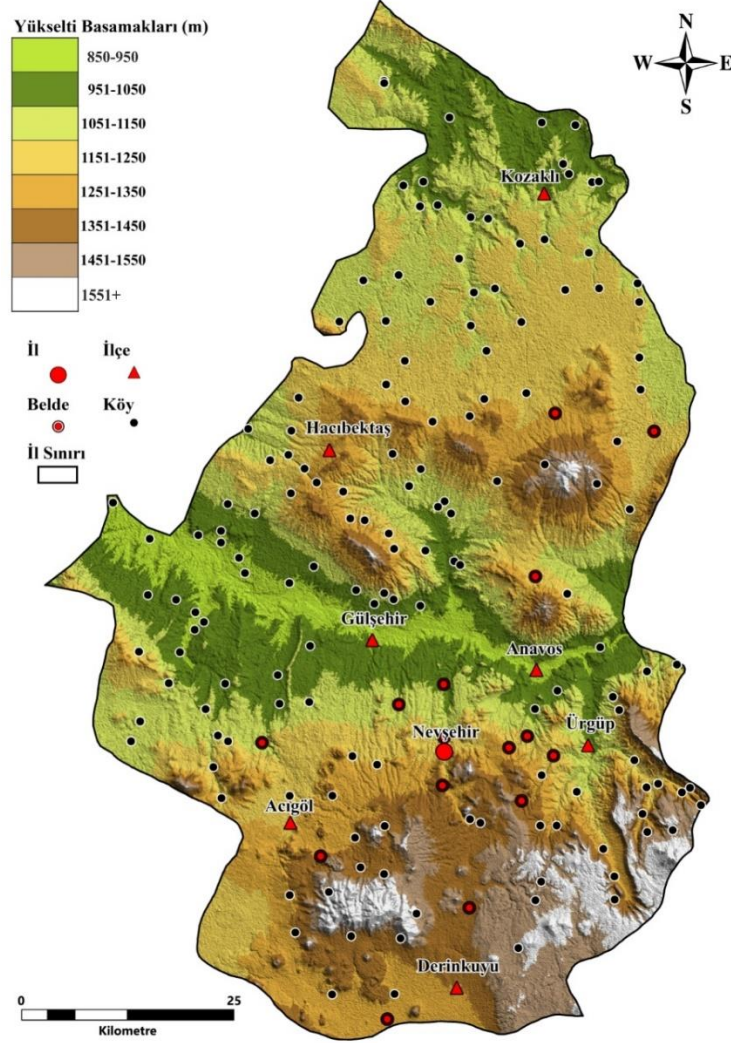 Yükselti Basamakları (m)
850-950
951-1050
1051-1150
1151-1250
1251-1350
1351-1450
1451-1550
1551+
İl
İlçe
Belde
Köy
İl Sınırı
N
W
E
S
Kozaklı
Hacıbektaş
Gülşehir
Avanos
Ürgüp
Nevşehir
Acıgöl
Derinkuyu
0
25
Kilometre